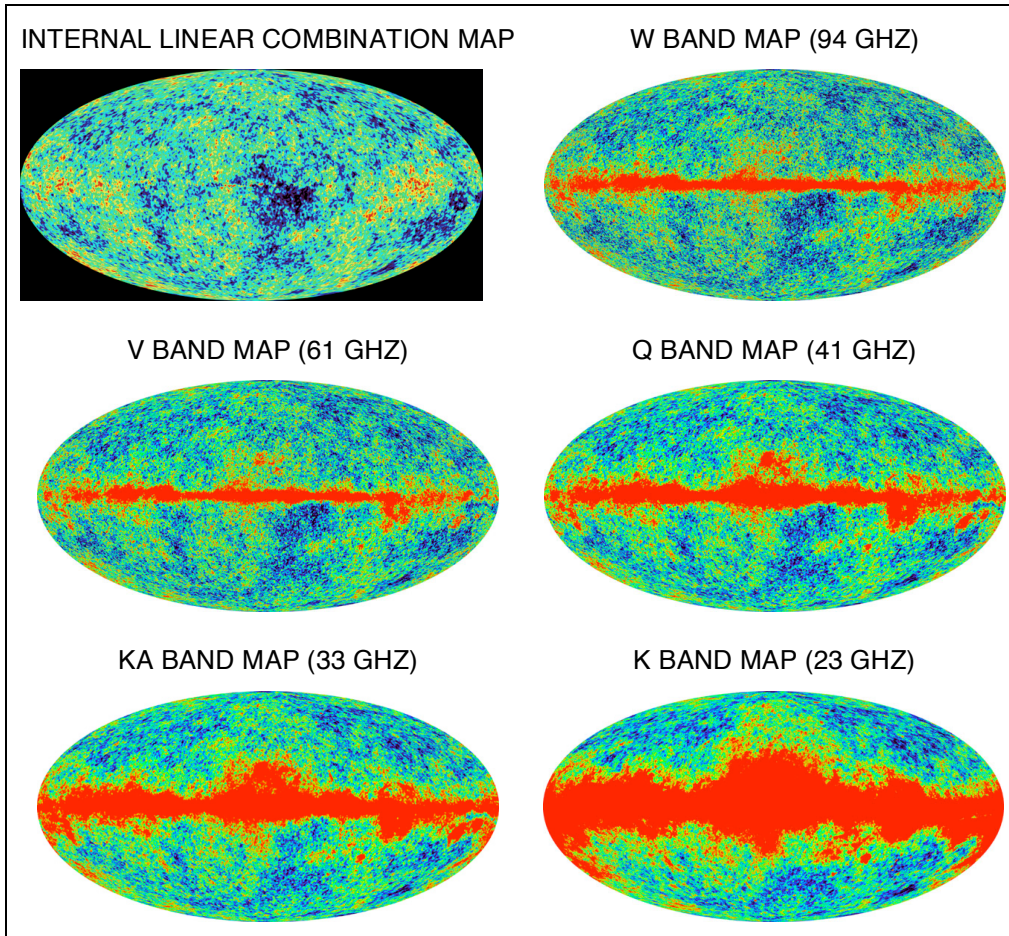 INTERNAL LINEAR COMBINATION MAP
W BAND MAP (94 GHZ)
V BAND MAP (61 GHZ)
Q BAND MAP (41 GHZ)
KA BAND MAP (33 GHZ)
K BAND MAP (23 GHZ)